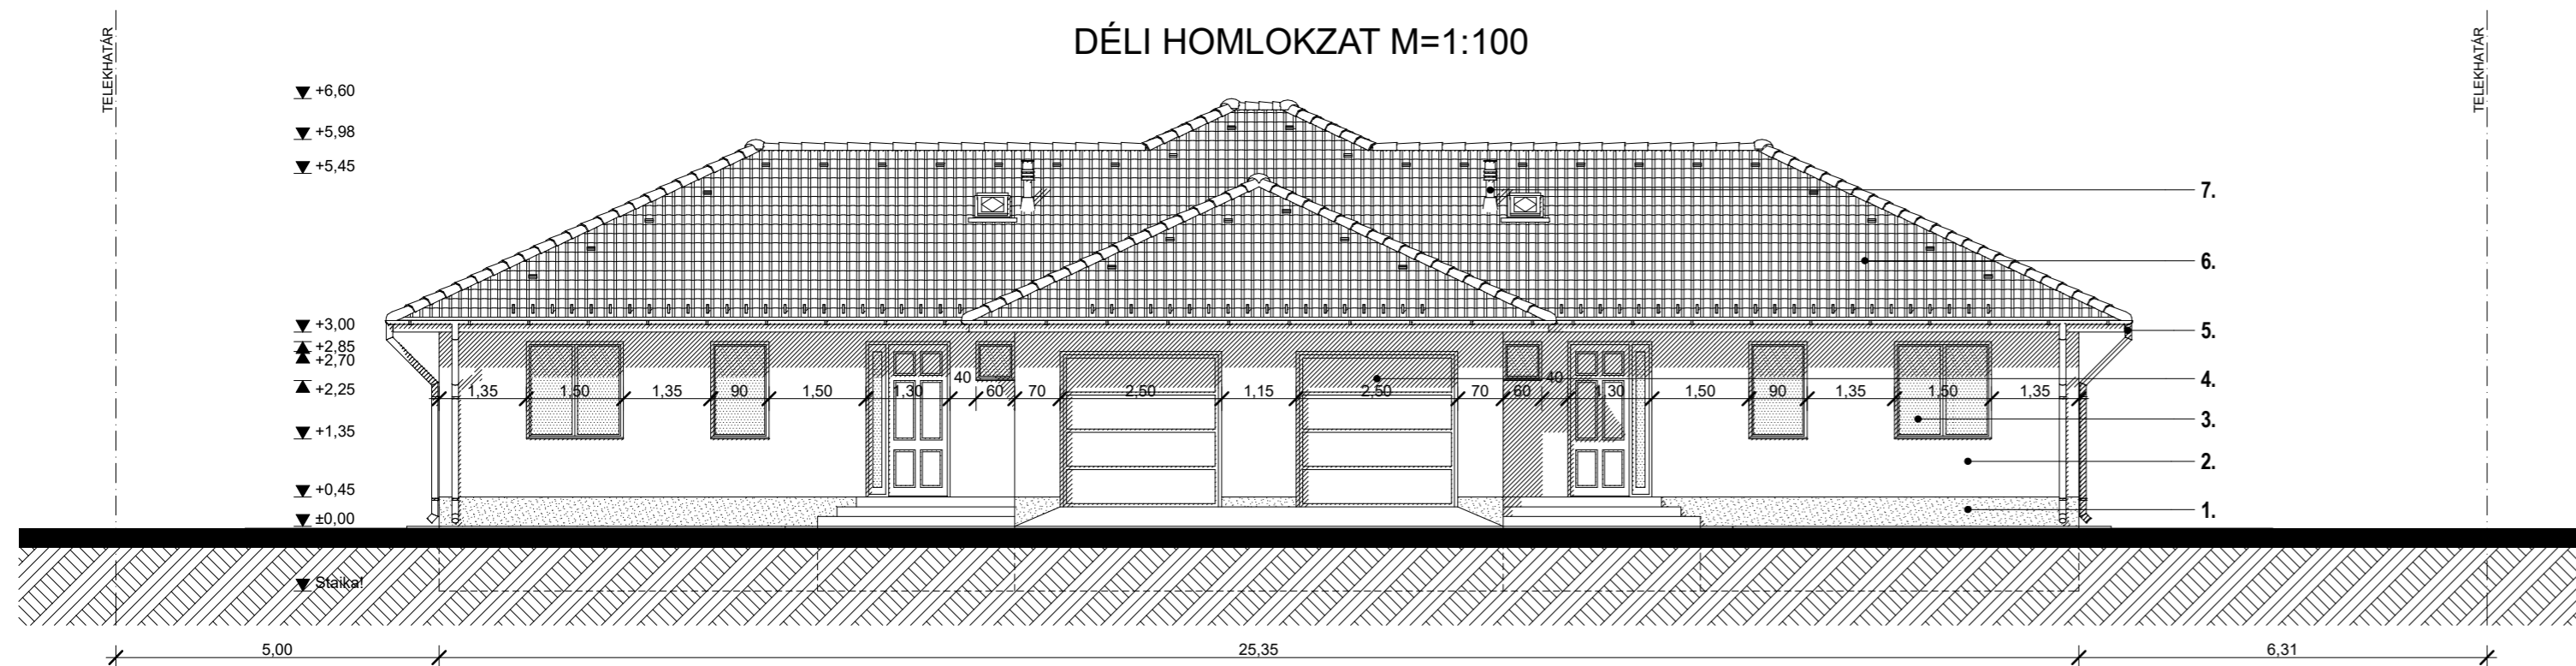 DÉLI HOMLOKZAT M=1:100
TELEKHATÁR
TELEKHATÁR
+6,60
+5,98
+5,45
+3,00
+2,85
+2,70
+2,25
+1,35
+0,45
±0,00
Staika!
7.
6.
5.
4.
3.
2.
1.
1,35 1,50 1,35 90 1,50 1,30 40 60 70 2,50 1,15 2,50 70 60 40 1,30 1,50 90 1,35 1,50 1,35
5,00 25,35 6,31